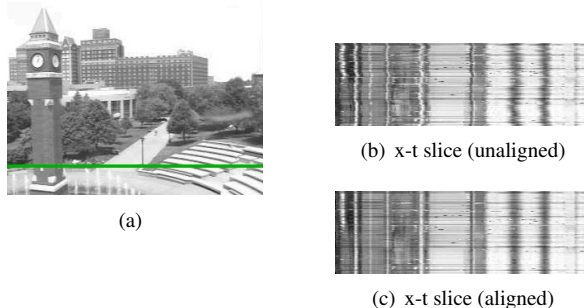 (a)
(b) x-t slice (unaligned)
(c) x-t slice (aligned)